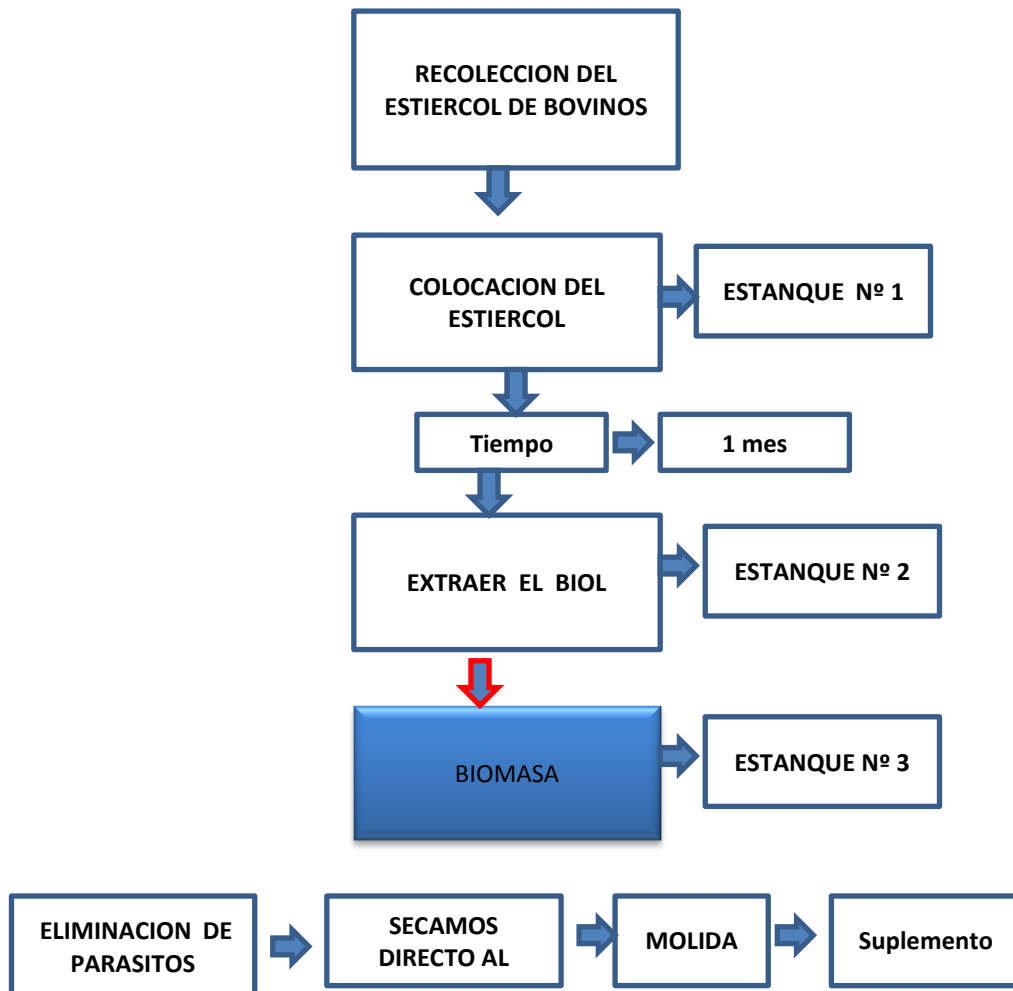 RECOLECCION DEL
ESTIERCOL DE BOVINOS
COLOCACION DEL
ESTIERCOL
ESTANQUE Nº 1
Tiempo
1 mes
EXTRAER EL BIOL
ESTANQUE Nº 2
BIOMASA
ESTANQUE Nº 3
ELIMINACION DE
PARASITOS
SECAMOS
DIRECTO AL
MOLIDA
Suplemento